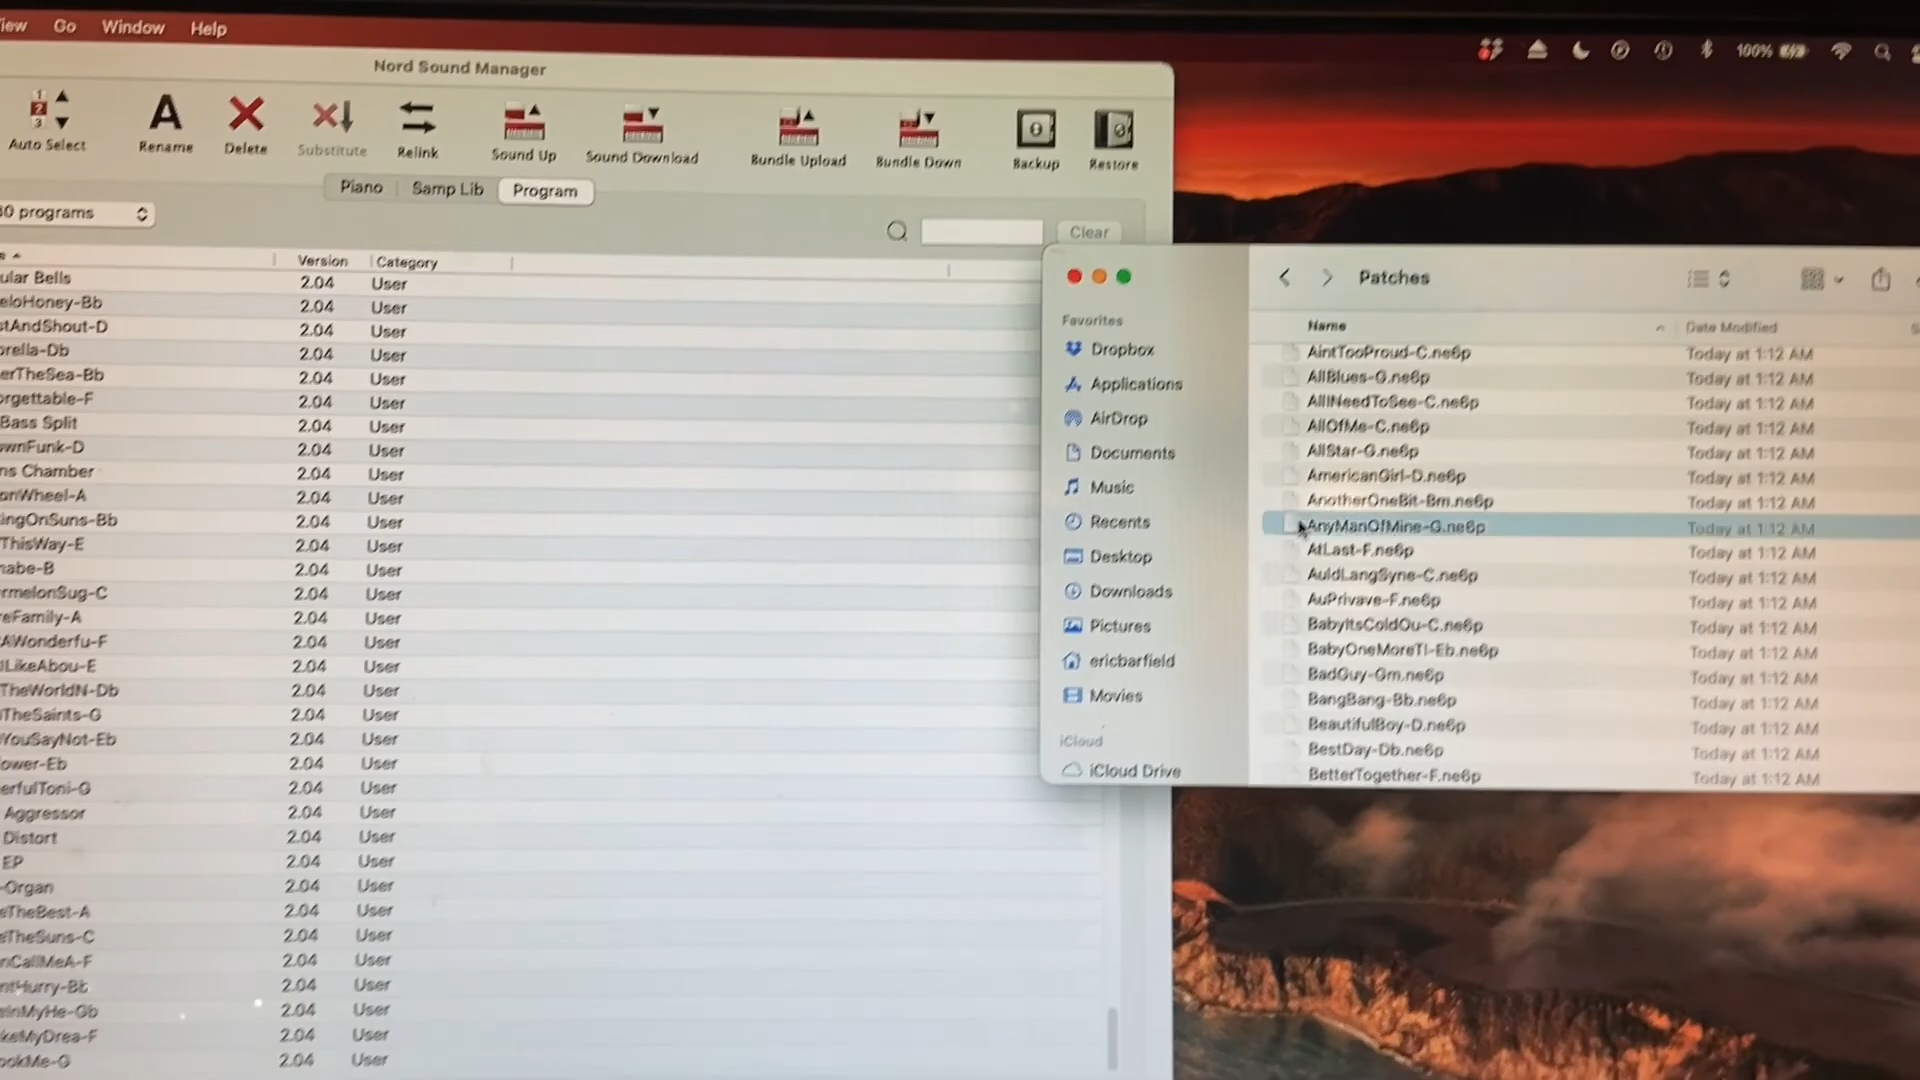 iew Go Window Help
100%
Nord Sound Manager
Auto Select
Rename
Delete
Substitute
Relink
Sound Up
Sound Download
Bundle Upload
Bundle Down
Backup
Restore
Piano Samp Lib Program
0 programs
Clear
Version Category
ular Bells 2.04 User
eloHoney-Bb 2.04 User
stAndShout-D 2.04 User
orella-Db 2.04 User
erTheSea-Bb 2.04 User
orgettable-F 2.04 User
Bass Split 2.04 User
ownFunk-D 2.04 User
ns Chamber 2.04 User
onWheel-A 2.04 User
ingOnSuns-Bb 2.04 User
ThisWay-E 2.04 User
nabe-B 2.04 User
rmelonSug-C 2.04 User
eFamily-A 2.04 User
AWonderfu-F 2.04 User
lLikeAbou-E 2.04 User
TheWorldN-Db 2.04 User
TheSaints-G 2.04 User
YouSayNot-Eb 2.04 User
ower-Eb 2.04 User
erfulToni-G 2.04 User
Aggressor 2.04 User
Distort 2.04 User
EP 2.04 User
-Organ 2.04 User
eTheBest-A 2.04 User
eTheSuns-C 2.04 User
nCallMeA-F 2.04 User
ntHurry-Bb 2.04 User
sinMyHe-Gb 2.04 User
keMyDrea-F 2.04 User
ookMe-G 2.04 User
Patches
Favorites
Dropbox
Applications
AirDrop
Documents
Music
Recents
Desktop
Downloads
Pictures
ericbarfield
Movies
iCloud
iCloud Drive
Name Date Modified
AintTooProud-C.ne6p Today at 1:12 AM
AllBlues-G.ne6p Today at 1:12 AM
AllINeedToSee-C.ne6p Today at 1:12 AM
AllOfMe-C.ne6p Today at 1:12 AM
AllStar-G.ne6p Today at 1:12 AM
AmericanGirl-D.ne6p Today at 1:12 AM
AnotherOneBit-Bm.ne6p Today at 1:12 AM
AnyManOfMine-G.ne6p Today at 1:12 AM
AtLast-F.ne6p Today at 1:12 AM
AuldLangSyne-C.ne6p Today at 1:12 AM
AuPrivave-F.ne6p Today at 1:12 AM
BabyItsColdOu-C.ne6p Today at 1:12 AM
BabyOneMoreTI-Eb.ne6p Today at 1:12 AM
BadGuy-Gm.ne6p Today at 1:12 AM
BangBang-Bb.ne6p Today at 1:12 AM
BeautifulBoy-D.ne6p Today at 1:12 AM
BestDay-Db.ne6p Today at 1:12 AM
BetterTogether-F.ne6p Today at 1:12 AM